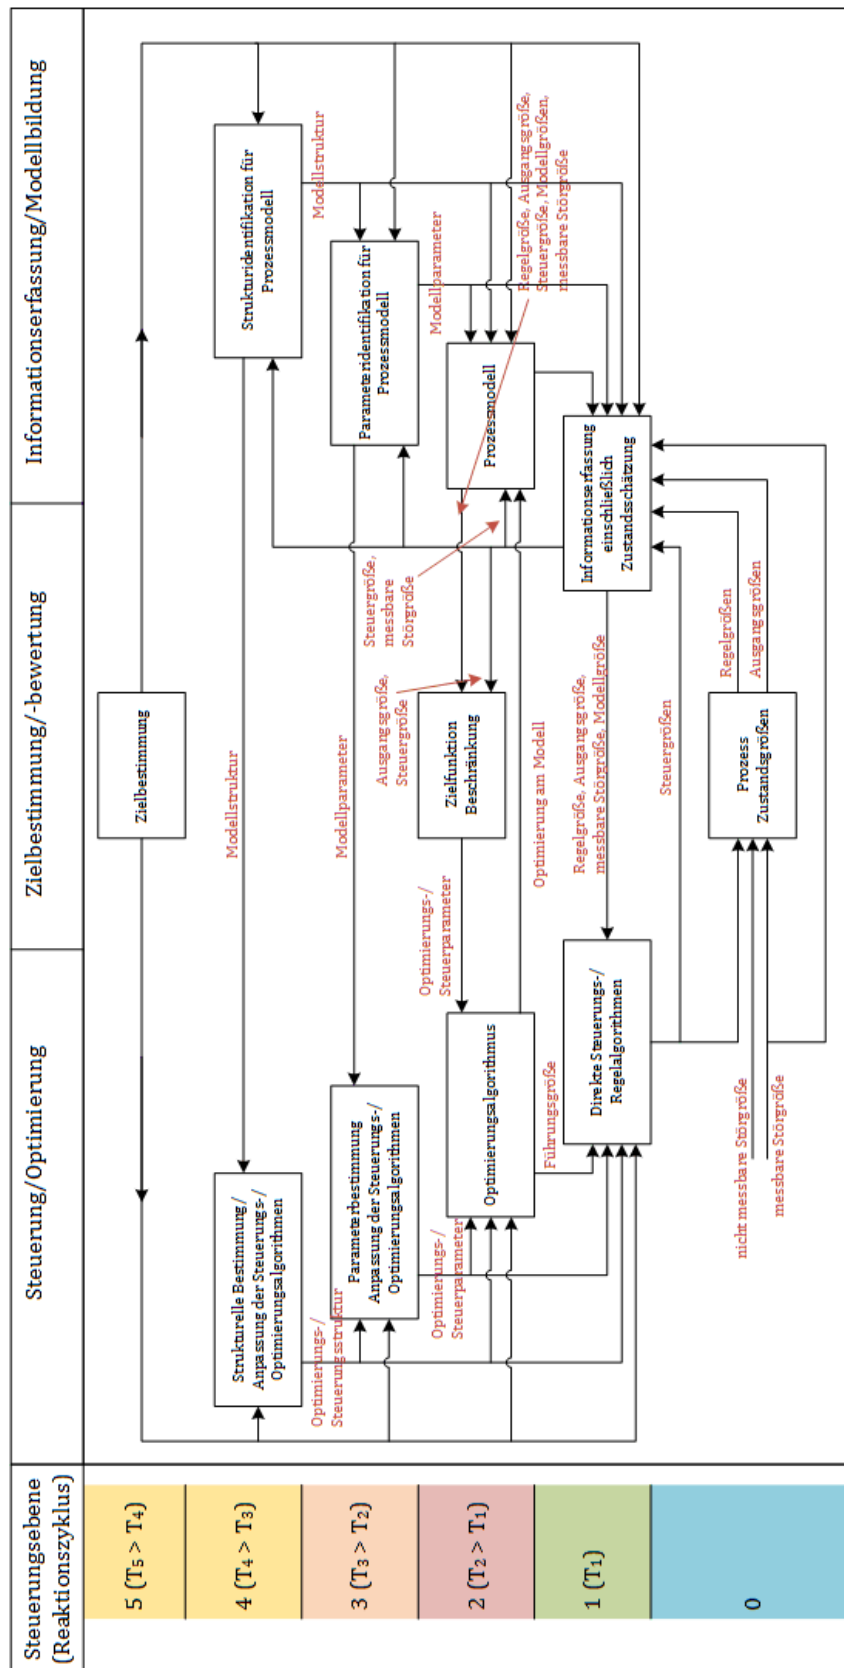 Steuerungsebene
(Reaktionszyklus)
Steuerung/Optimierung
Zielbestimmung/-bewertung
Informationserfassung/Modellbildung
5 (T₅ > T₄)
Zielbestimmung
4 (T₄ > T₃)
Strukturelle Bestimmung/
Anpassung der Steuerungs-/
Optimierungsalgorithmen
Modellstruktur
Strukturidentifikation für
Prozessmodell
Optimierungs-/
Steuerungsstruktur
Modellstruktur
3 (T₃ > T₂)
Parameterbestimmung
Anpassung der Steuerungs-/
Optimierungsalgorithmen
Modellparameter
Parameteridentifikation für
Prozessmodell
Steuergröße,
messbare
Störgröße
Ausgangsgröße,
Steuergröße
Optimierungs-/
Steuerparameter
Optimierungs-/
Steuerparameter
Modellparameter
Regelgröße, Ausgangsgröße,
Steuergröße, Modellgrößen,
messbare Störgröße
2 (T₂ > T₁)
Optimierungsalgorithmus
Zielfunktion
Beschränkung
Prozessmodell
Führungsgröße
Optimierung am Modell
1 (T₁)
Direkte Steuerungs-/
Regelalgorithmen
Regelgröße, Ausgangsgröße,
messbare Störgröße, Modellgröße
Informationserfassung
einschließlich
Zustandsschätzung
0
Steuergrößen
Regelgrößen
Ausgangsgrößen
Prozess
Zustandsgrößen
nicht messbare Störgröße
messbare Störgröße